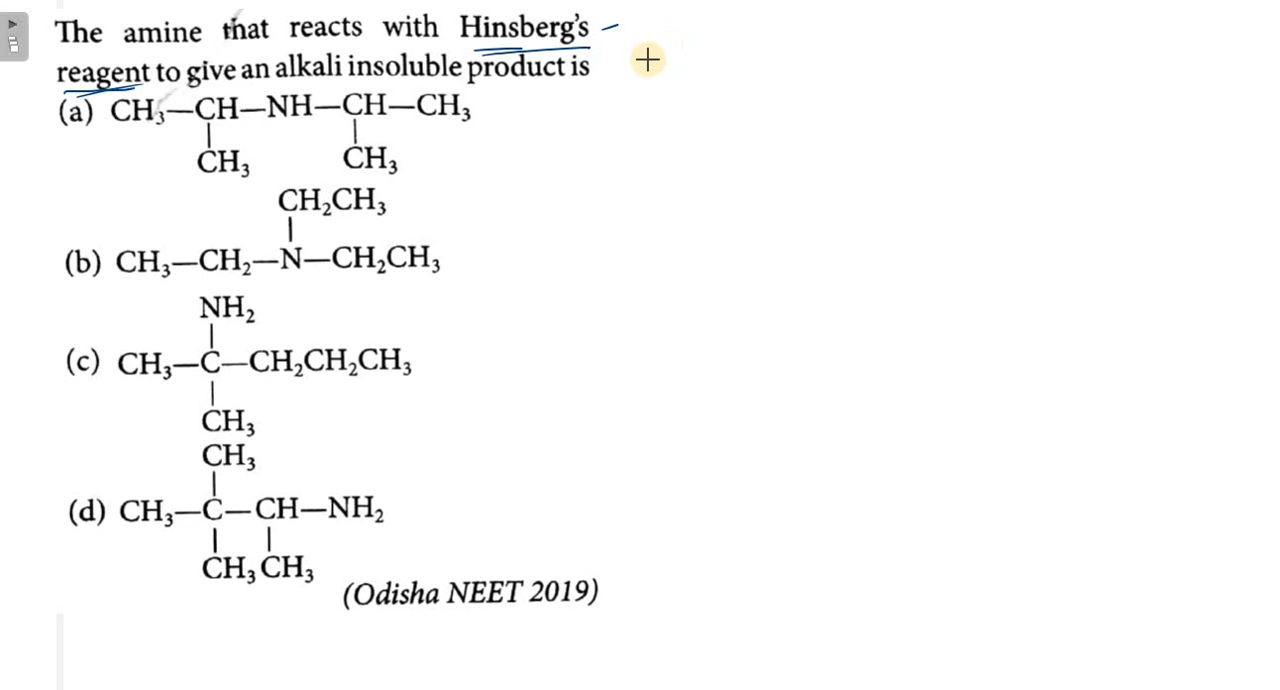 The amine that reacts with Hinsberg's
reagent to give an alkali insoluble product is
(a) CH₃—CH—NH—CH—CH₃
CH₃ CH₃
CH₂CH₃
(b) CH₃—CH₂—N—CH₂CH₃
NH₂
(c) CH₃—C—CH₂CH₂CH₃
CH₃
CH₃
(d) CH₃—C—CH—NH₂
CH₃ CH₃
(Odisha NEET 2019)